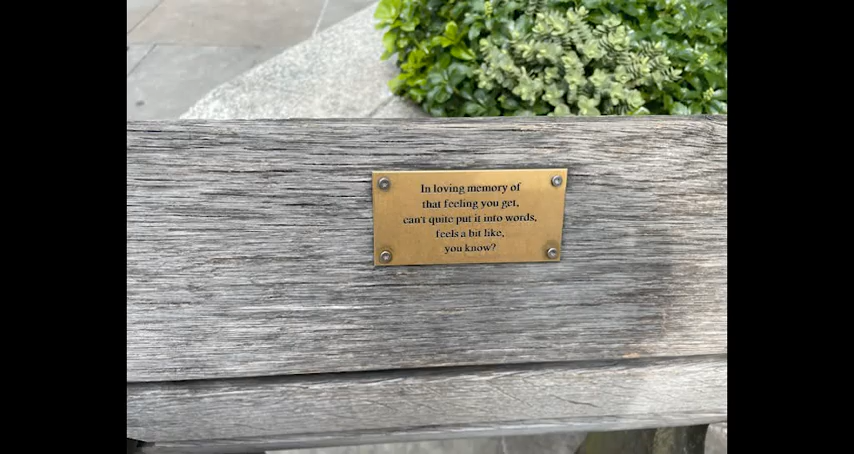 In loving memory of
that feeling you get,
can't quite put it into words,
feels a bit like,
you know?